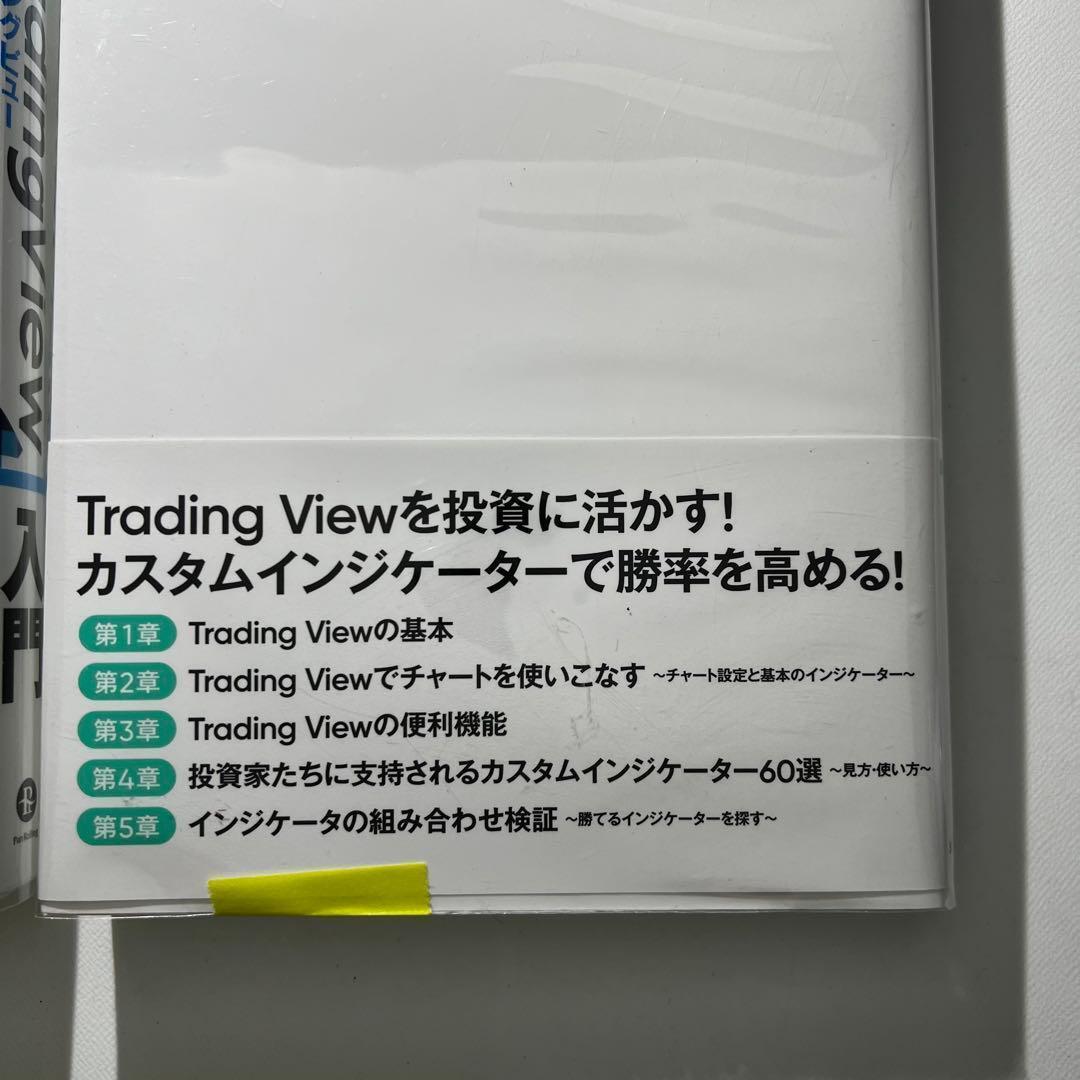 グビュー
adingview
入門
Pan Rolling
Trading Viewを投資に活かす!
カスタムインジケーターで勝率を高める!
第1章 Trading Viewの基本
第2章 Trading Viewでチャートを使いこなす ~チャート設定と基本のインジケーター~
第3章 Trading Viewの便利機能
第4章 投資家たちに支持されるカスタムインジケーター60選 ~見方・使い方~
第5章 インジケータの組み合わせ検証 ~勝てるインジケーターを探す~